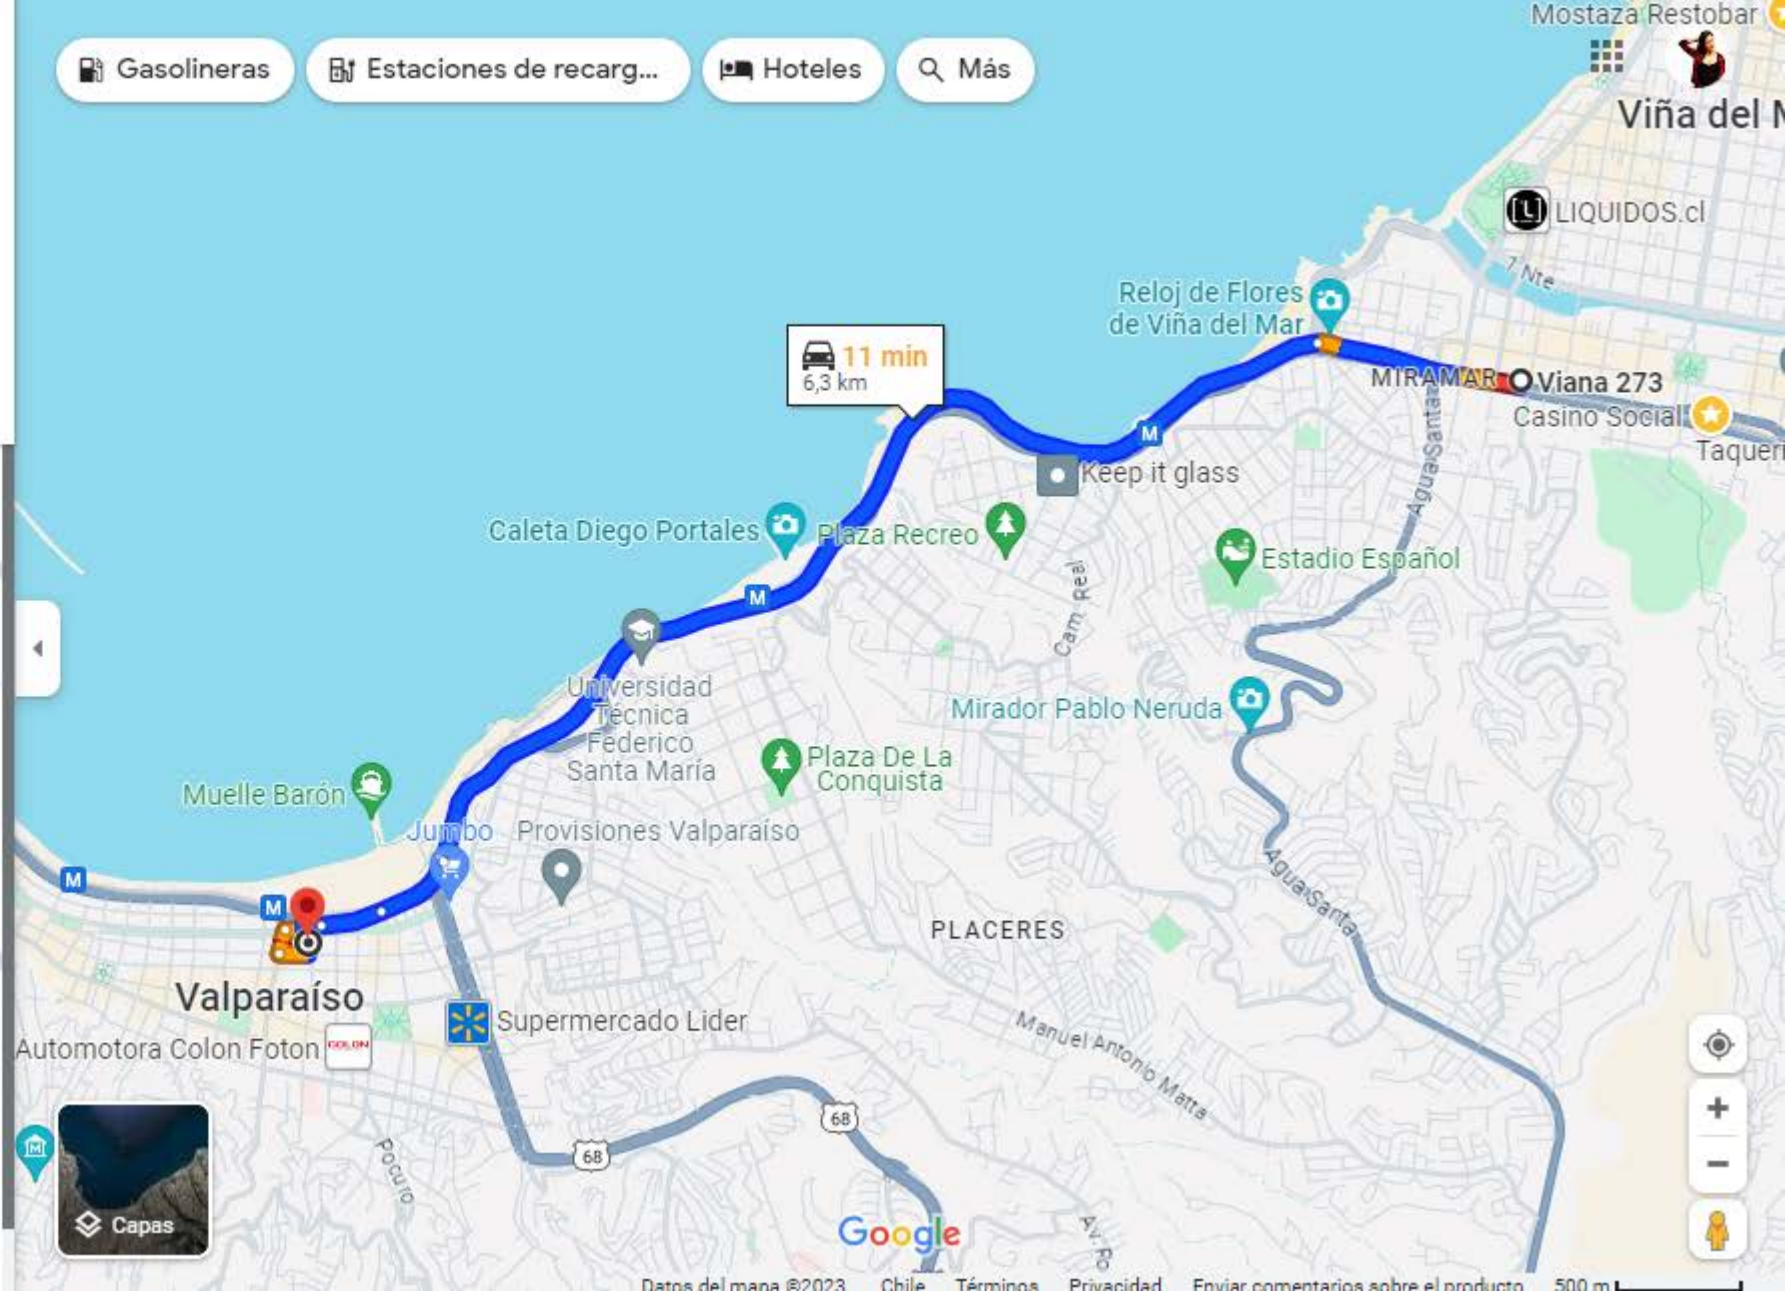 Mostaza Restobar
Gasolineras
Estaciones de recarg...
Hoteles
Más
Viña del M
LIQUIDOS.cl
7 Nte.
Reloj de Flores
de Viña del Mar
11 min
6,3 km
MIRAMAR
Viana 273
Casino Social
Taquer
M
Keep it glass
Agua Santa
Caleta Diego Portales
Plaza Recreo
Estadio Español
Cam. Real
M
Universidad
Técnica
Federico
Santa María
Mirador Pablo Neruda
Plaza De La
Conquista
Muelle Barón
Jumbo
Provisiones Valparaíso
M
M
Agua Santa
PLACERES
Valparaíso
Supermercado Lider
Automotora Colon Foton
COLON
Manuel Antonio Matta
68
68
Pocuro
M
Capas
Google
Av. Ro
Datos del mapa ©2023
Chile
Términos
Privacidad
Enviar comentarios sobre el producto
500 m